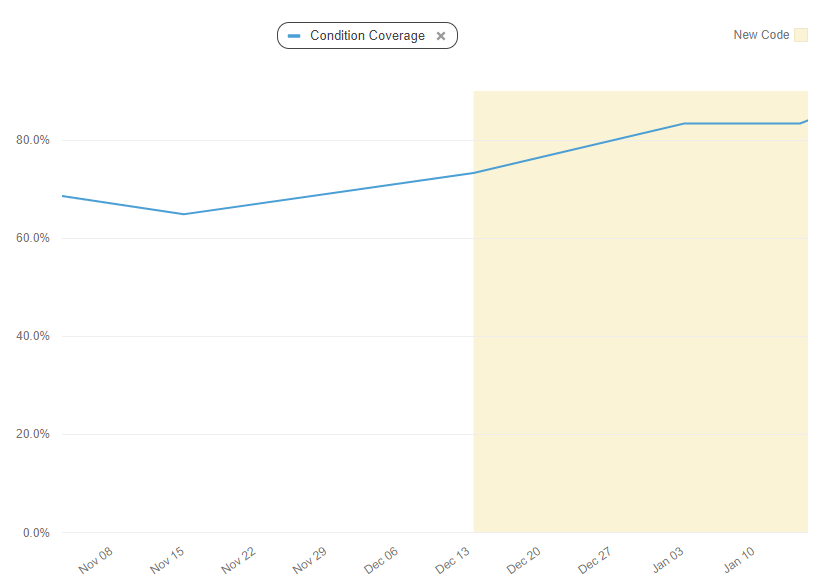 Condition Coverage ×
New Code
80.0%
60.0%
40.0%
20.0%
0.0%
Nov 08
Nov 15
Nov 22
Nov 29
Dec 06
Dec 13
Dec 20
Dec 27
Jan 03
Jan 10